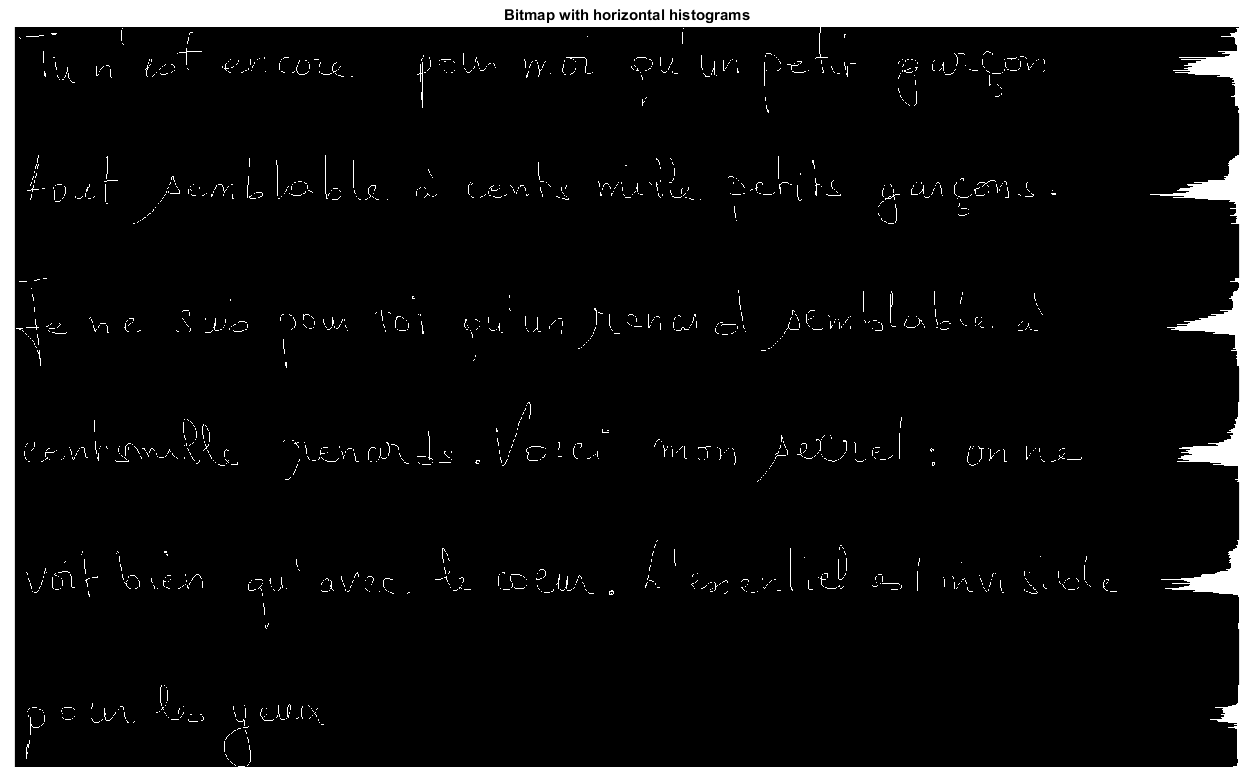 Bitmap with horizontal histograms
Tu n'est encore pour moi qu'un petit garçon
tout semblable à cents mille petits garçons.
Je ne suis pour toi qu'un renard semblable à
cents mille renards. Voici mon secret : on ne
voit bien qu'avec le coeur. L'essentiel est invisible
pour les yeux